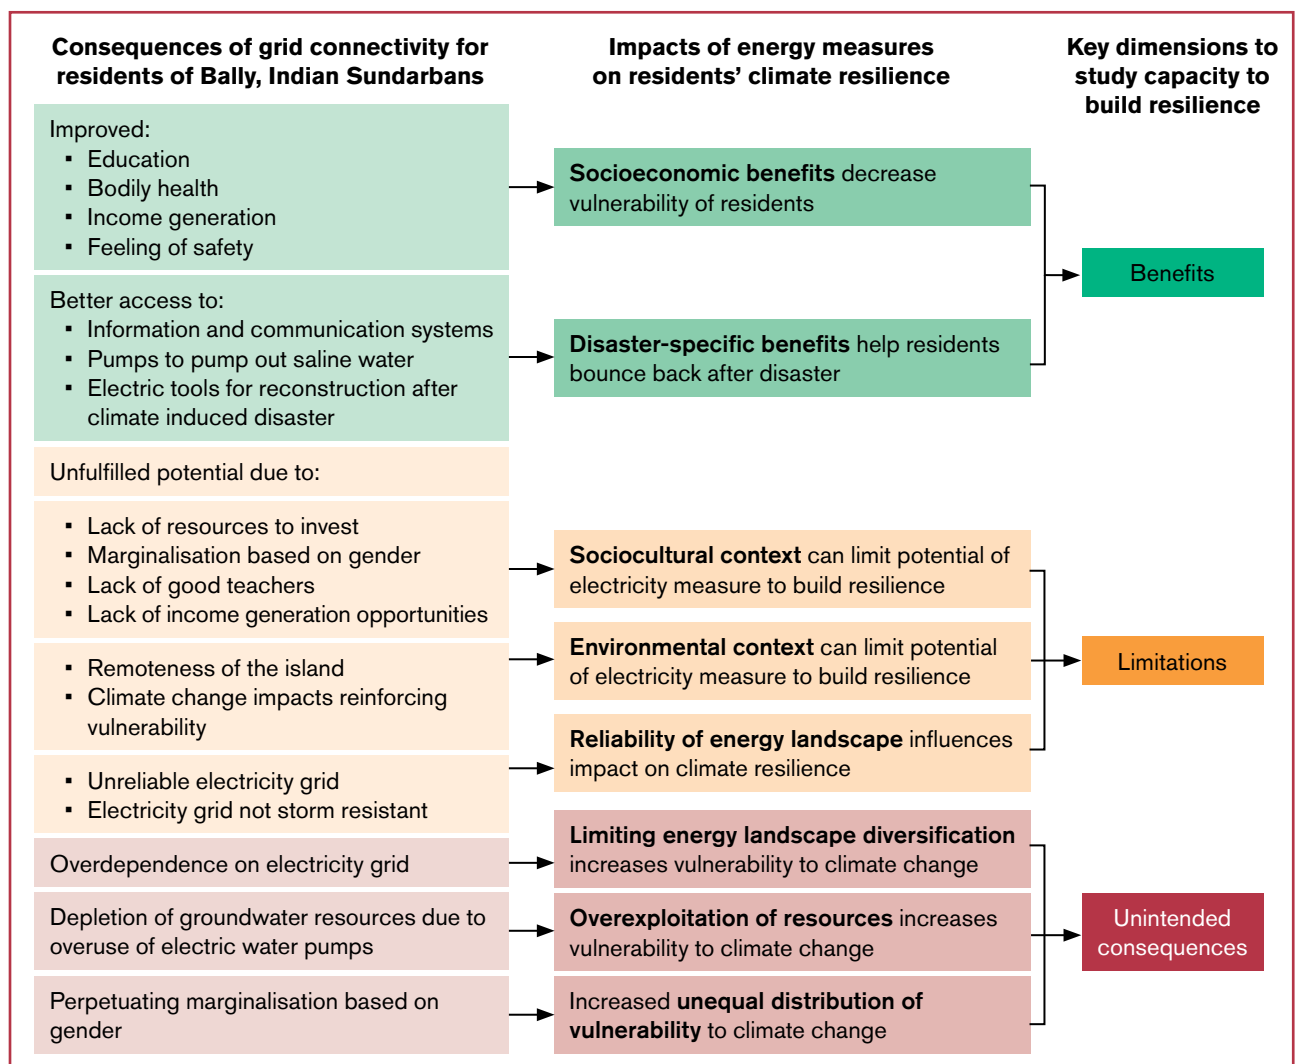 Consequences of grid connectivity for
residents of Bally, Indian Sundarbans
Impacts of energy measures
on residents’ climate resilience
Key dimensions to
study capacity to
build resilience
Improved:
▪ Education
▪ Bodily health
▪ Income generation
▪ Feeling of safety
Socioeconomic benefits decrease
vulnerability of residents
Benefits
Better access to:
▪ Information and communication systems
▪ Pumps to pump out saline water
▪ Electric tools for reconstruction after
climate induced disaster
Disaster-specific benefits help residents
bounce back after disaster
Unfulfilled potential due to:
▪ Lack of resources to invest
▪ Marginalisation based on gender
▪ Lack of good teachers
▪ Lack of income generation opportunities
Sociocultural context can limit potential of
electricity measure to build resilience
▪ Remoteness of the island
▪ Climate change impacts reinforcing
vulnerability
Environmental context can limit potential
of electricity measure to build resilience
Limitations
▪ Unreliable electricity grid
▪ Electricity grid not storm resistant
Reliability of energy landscape influences
impact on climate resilience
Overdependence on electricity grid
Limiting energy landscape diversification
increases vulnerability to climate change
Depletion of groundwater resources due to
overuse of electric water pumps
Overexploitation of resources increases
vulnerability to climate change
Unintended
consequences
Perpetuating marginalisation based on
gender
Increased unequal distribution of
vulnerability to climate change